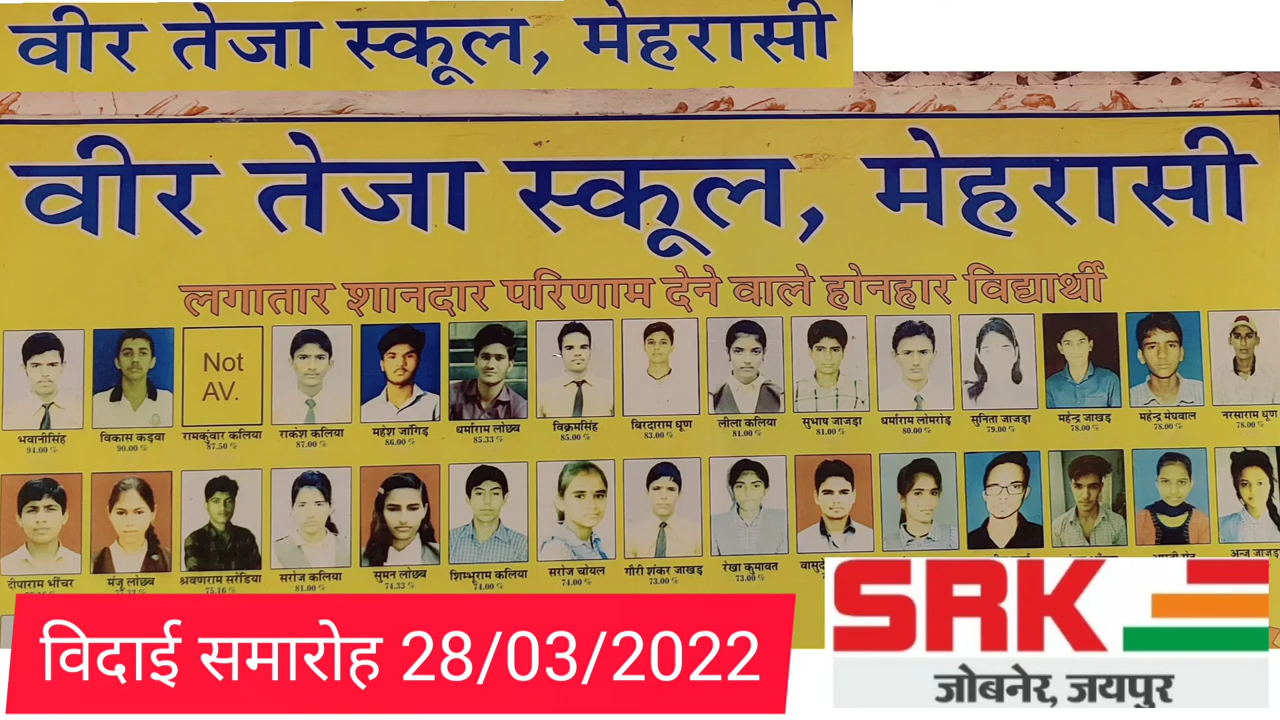 वीर तेजा स्कूल, मेहरासी
वीर तेजा स्कूल, मेहरासी
लगातार शानदार परिणाम देने वाले होनहार विद्यार्थी
Not
AV.
भवानीसिंह विकास कड़वा रामकुंवार कलिया राकेश कलिया महेश जाँगिड़ धर्माराम लोछब विक्रमसिंह बिरदाराम धूण लीला कलिया सुभाष जाजड़ा धर्माराम लोमरोड़ सुनिता जाजड़ा महेन्द्र जाखड़ महेन्द्र मेघवाल नरसाराम धूण
94.00 % 90.00 % 87.50 % 87.00 % 86.00 % 85.33 % 85.00 % 83.00 % 81.00 % 81.00 % 80.00 % 79.00 % 78.00 % 78.00 % 78.00 %
दीपाराम भींचर मंजु लोछब श्रवणराम सरेडिया सरोज कलिया सुमन लोछब शिम्भूराम कलिया सरोज चोयल गौरी शंकर जाखड़ रेखा कुमावत अन्जु जाजड़ा
75.16 % 81.00 % 74.33 % 74.00 % 74.00 % 73.00 % 73.00 %
विदाई समारोह 28/03/2022
SRK
जोबनेर, जयपुर